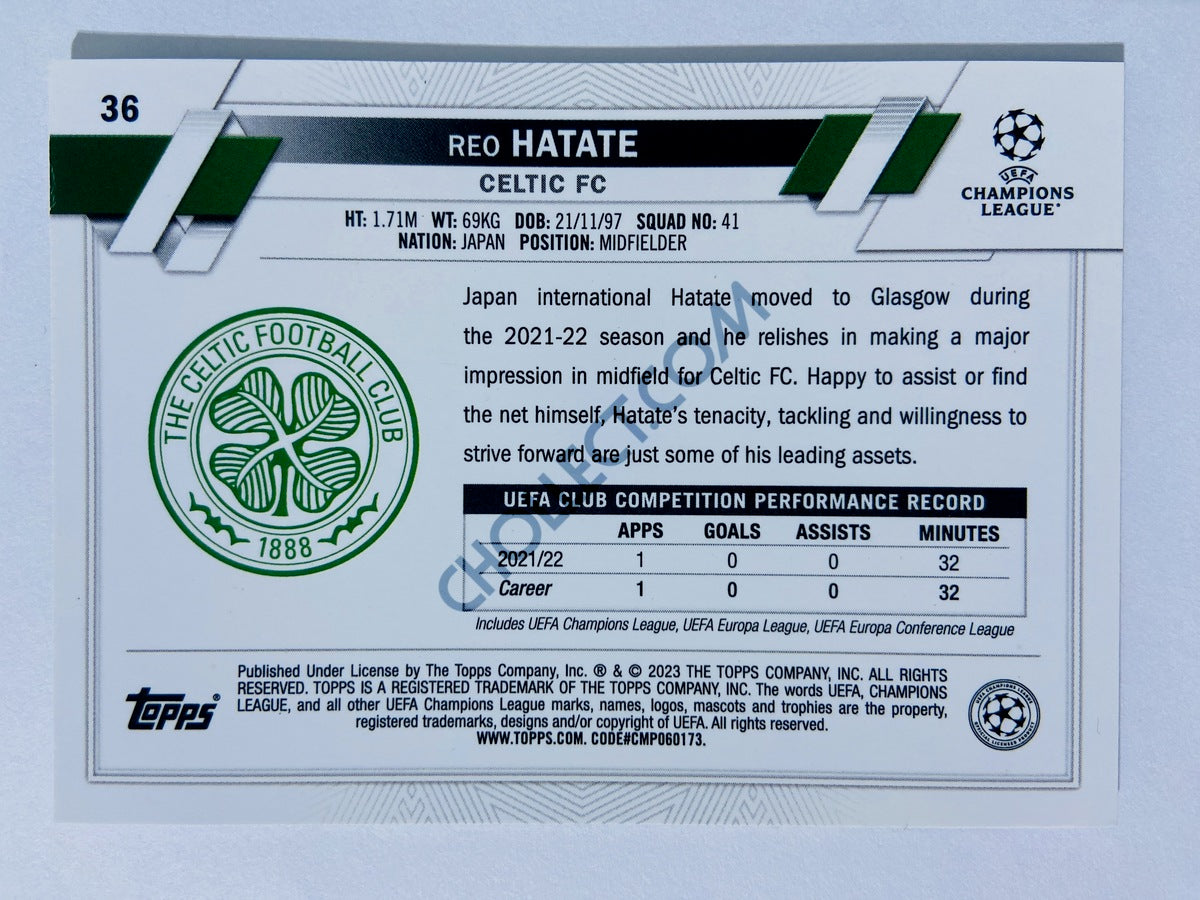 36
REO HATATE
CELTIC FC
UEFA
CHAMPIONS
LEAGUE®
HT: 1.71M WT: 69KG DOB: 21/11/97 SQUAD NO: 41
NATION: JAPAN POSITION: MIDFIELDER
THE CELTIC FOOTBALL CLUB
1888
Japan international Hatate moved to Glasgow during
the 2021-22 season and he relishes in making a major
impression in midfield for Celtic FC. Happy to assist or find
the net himself, Hatate's tenacity, tackling and willingness to
strive forward are just some of his leading assets.
UEFA CLUB COMPETITION PERFORMANCE RECORD
APPS GOALS ASSISTS MINUTES
2021/22 1 0 0 32
Career 1 0 0 32
Includes UEFA Champions League, UEFA Europa League, UEFA Europa Conference League
CHOLLECT.COM
topps®
Published Under License by The Topps Company, Inc. ® & © 2023 THE TOPPS COMPANY, INC. ALL RIGHTS
RESERVED. TOPPS IS A REGISTERED TRADEMARK OF THE TOPPS COMPANY, INC. The words UEFA, CHAMPIONS
LEAGUE, and all other UEFA Champions League marks, names, logos, mascots and trophies are the property,
registered trademarks, designs and/or copyright of UEFA. All rights reserved.
WWW.TOPPS.COM. CODE#CMP060173.
UEFA CHAMPIONS LEAGUE
OFFICIAL LICENSED PRODUCT